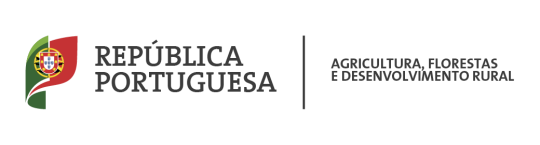 REPÚBLICA
PORTUGUESA
AGRICULTURA, FLORESTAS
E DESENVOLVIMENTO RURAL